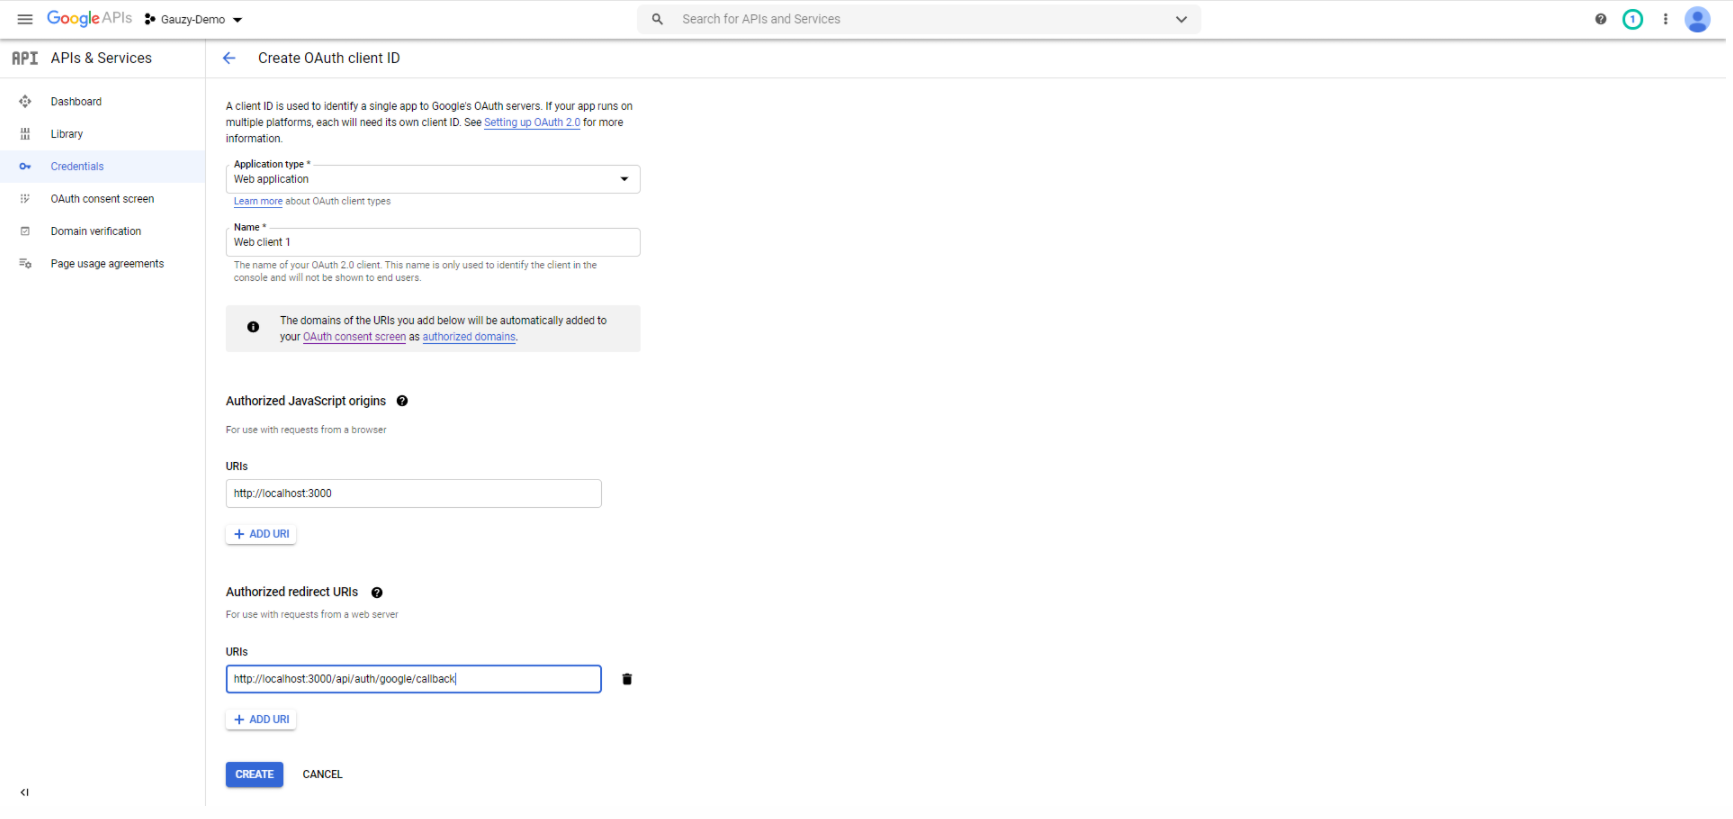 Google APIs
Gauzy-Demo
Search for APIs and Services
1
API APIs & Services
Create OAuth client ID
Dashboard
Library
Credentials
OAuth consent screen
Domain verification
Page usage agreements
A client ID is used to identify a single app to Google's OAuth servers. If your app runs on
multiple platforms, each will need its own client ID. See Setting up OAuth 2.0 for more
information.
Application type *
Web application
Learn more about OAuth client types
Name *
Web client 1
The name of your OAuth 2.0 client. This name is only used to identify the client in the
console and will not be shown to end users.
The domains of the URIs you add below will be automatically added to
your OAuth consent screen as authorized domains.
Authorized JavaScript origins
For use with requests from a browser
URIs
http://localhost:3000
+ ADD URI
Authorized redirect URIs
For use with requests from a web server
URIs
http://localhost:3000/api/auth/google/callback
+ ADD URI
CREATE
CANCEL